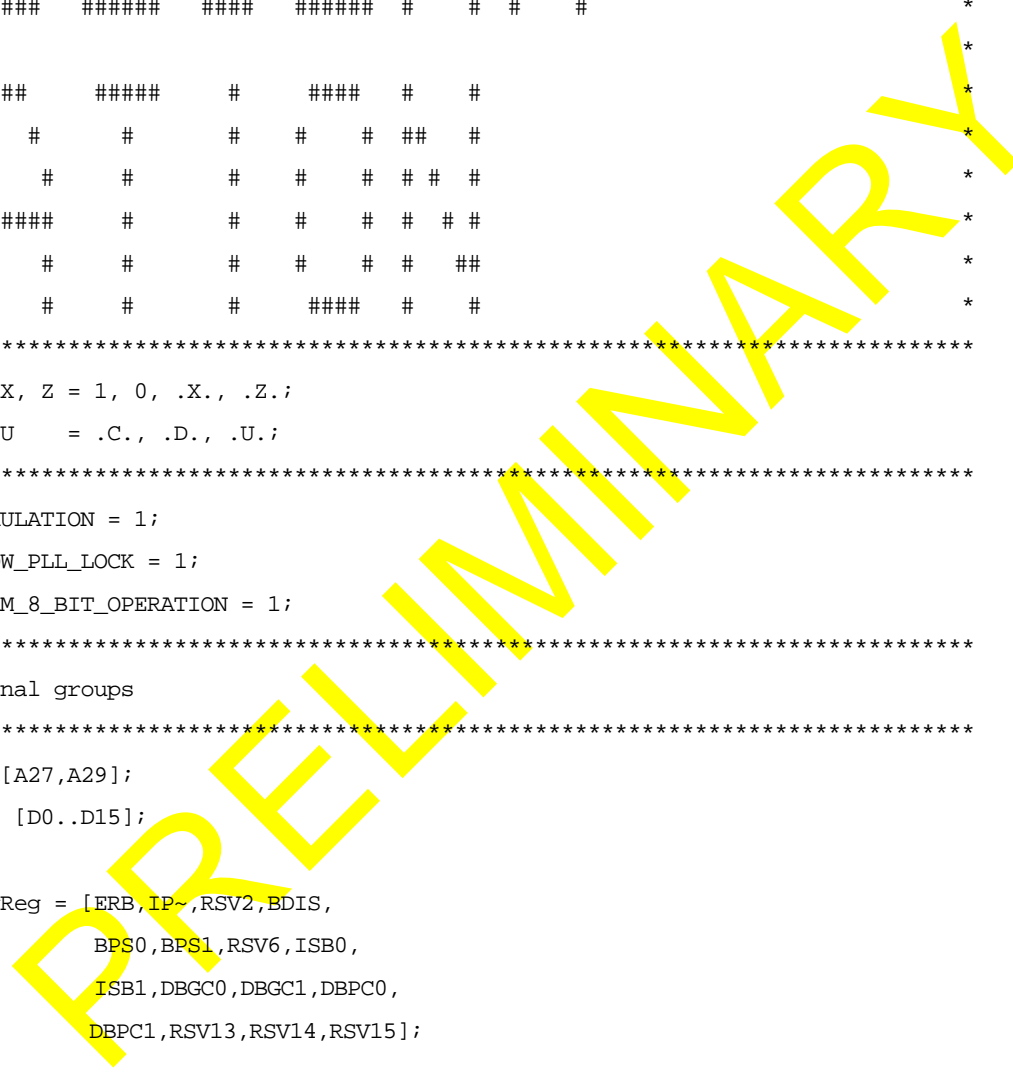 ###   ######   ####   ###### #    #  #    #                            *
                                                                        *
##     #####     #     ####   #    #                                    *
  #      #       #    #    #  ##   #                                    *
   #     #       #    #    #  # #  #                                    *
####     #       #    #    #  #  # #                                    *
   #     #       #    #    #  #   ##                                    *
   #     #       #     ####   #    #                                    *
*************************************************************************
X, Z = 1, 0, .X., .Z.;
U    = .C., .D., .U.;
*************************************************************************
ULATION = 1;
W_PLL_LOCK = 1;
M_8_BIT_OPERATION = 1;
*************************************************************************
nal groups
*************************************************************************
[A27,A29];
[D0..D15];
Reg = [ERB,IP~,RSV2,BDIS,
BPS0,BPS1,RSV6,ISB0,
ISB1,DBGC0,DBGC1,DBPC0,
DBPC1,RSV13,RSV14,RSV15];
PRELIMINARY